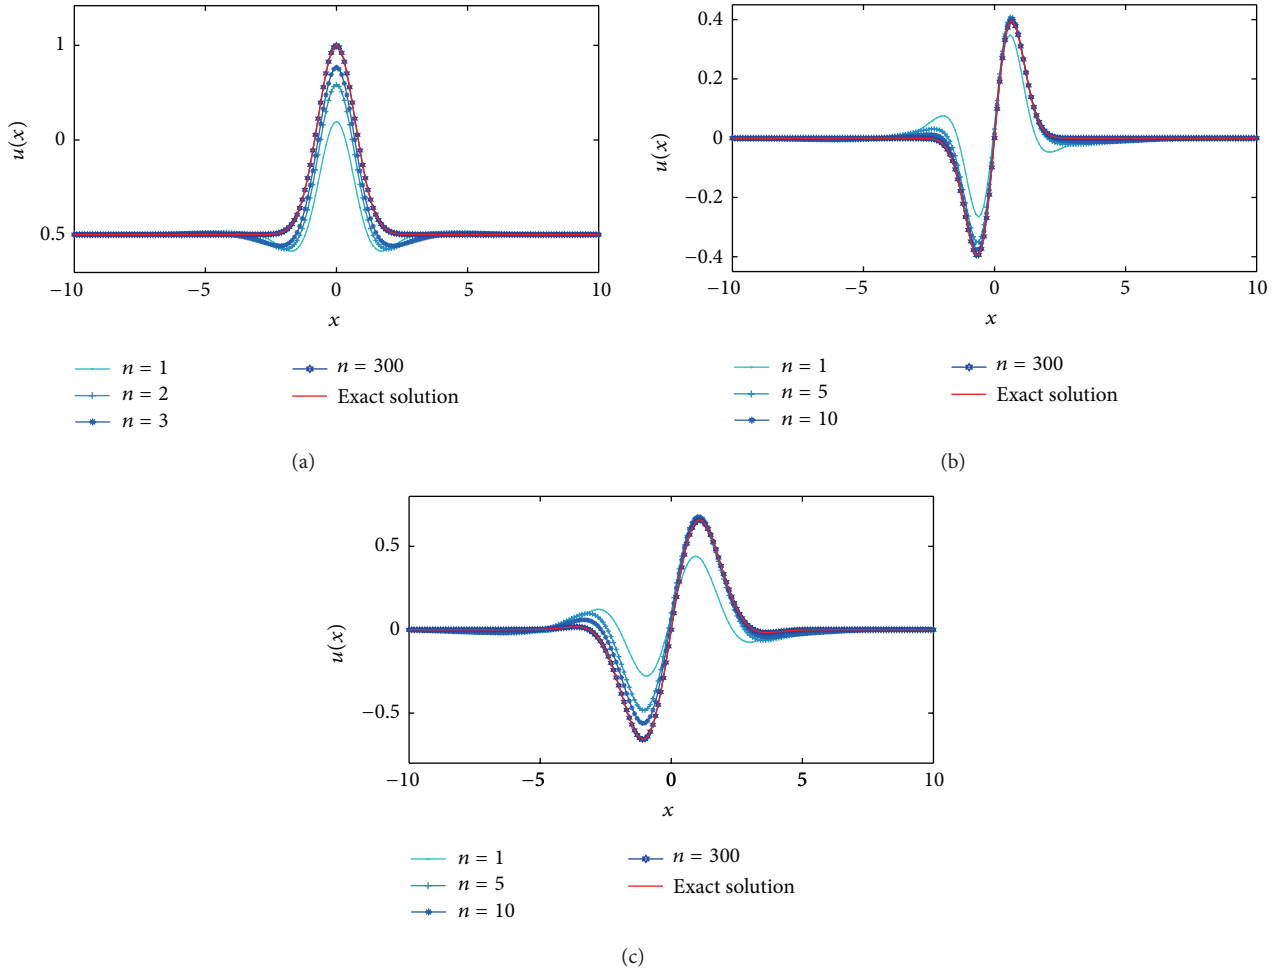 1
0
0.5
u(x)
−10
−5
0
5
10
x
n = 1
n = 2
n = 3
n = 300
Exact solution
(a)
0.4
0.2
0
−0.2
−0.4
u(x)
−10
−5
0
5
10
x
n = 1
n = 5
n = 10
n = 300
Exact solution
(b)
0.5
0
−0.5
u(x)
−10
−5
0
5
10
x
n = 1
n = 5
n = 10
n = 300
Exact solution
(c)